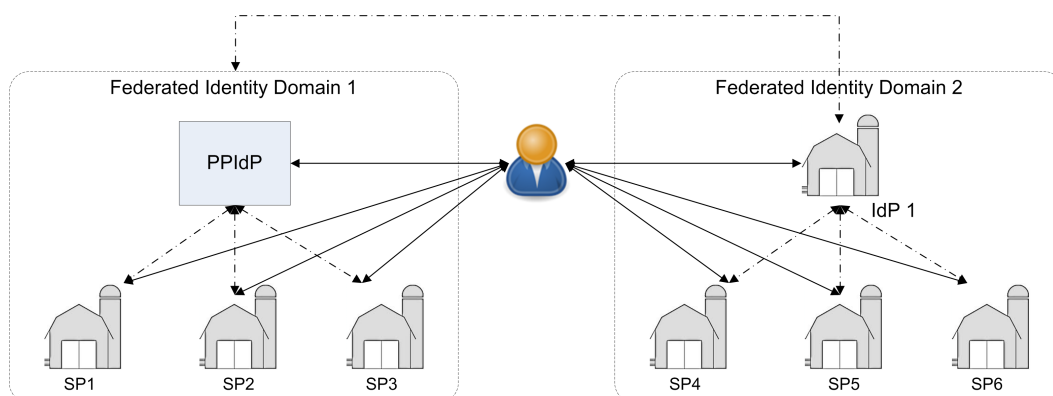 Federated Identity Domain 1
Federated Identity Domain 2
PPIdP
IdP 1
SP1
SP2
SP3
SP4
SP5
SP6